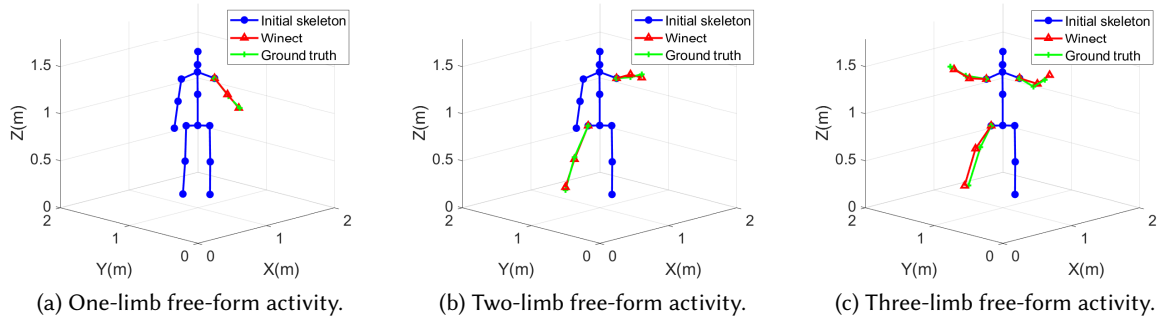 Initial skeleton
Winect
Ground truth
1.5
1
0.5
0
2
1
0
0
1
2
Z(m)
Y(m)
X(m)
(a) One-limb free-form activity.
Initial skeleton
Winect
Ground truth
1.5
1
0.5
0
2
1
0
0
1
2
Z(m)
Y(m)
X(m)
(b) Two-limb free-form activity.
Initial skeleton
Winect
Ground truth
1.5
1
0.5
0
2
1
0
0
1
2
Z(m)
Y(m)
X(m)
(c) Three-limb free-form activity.